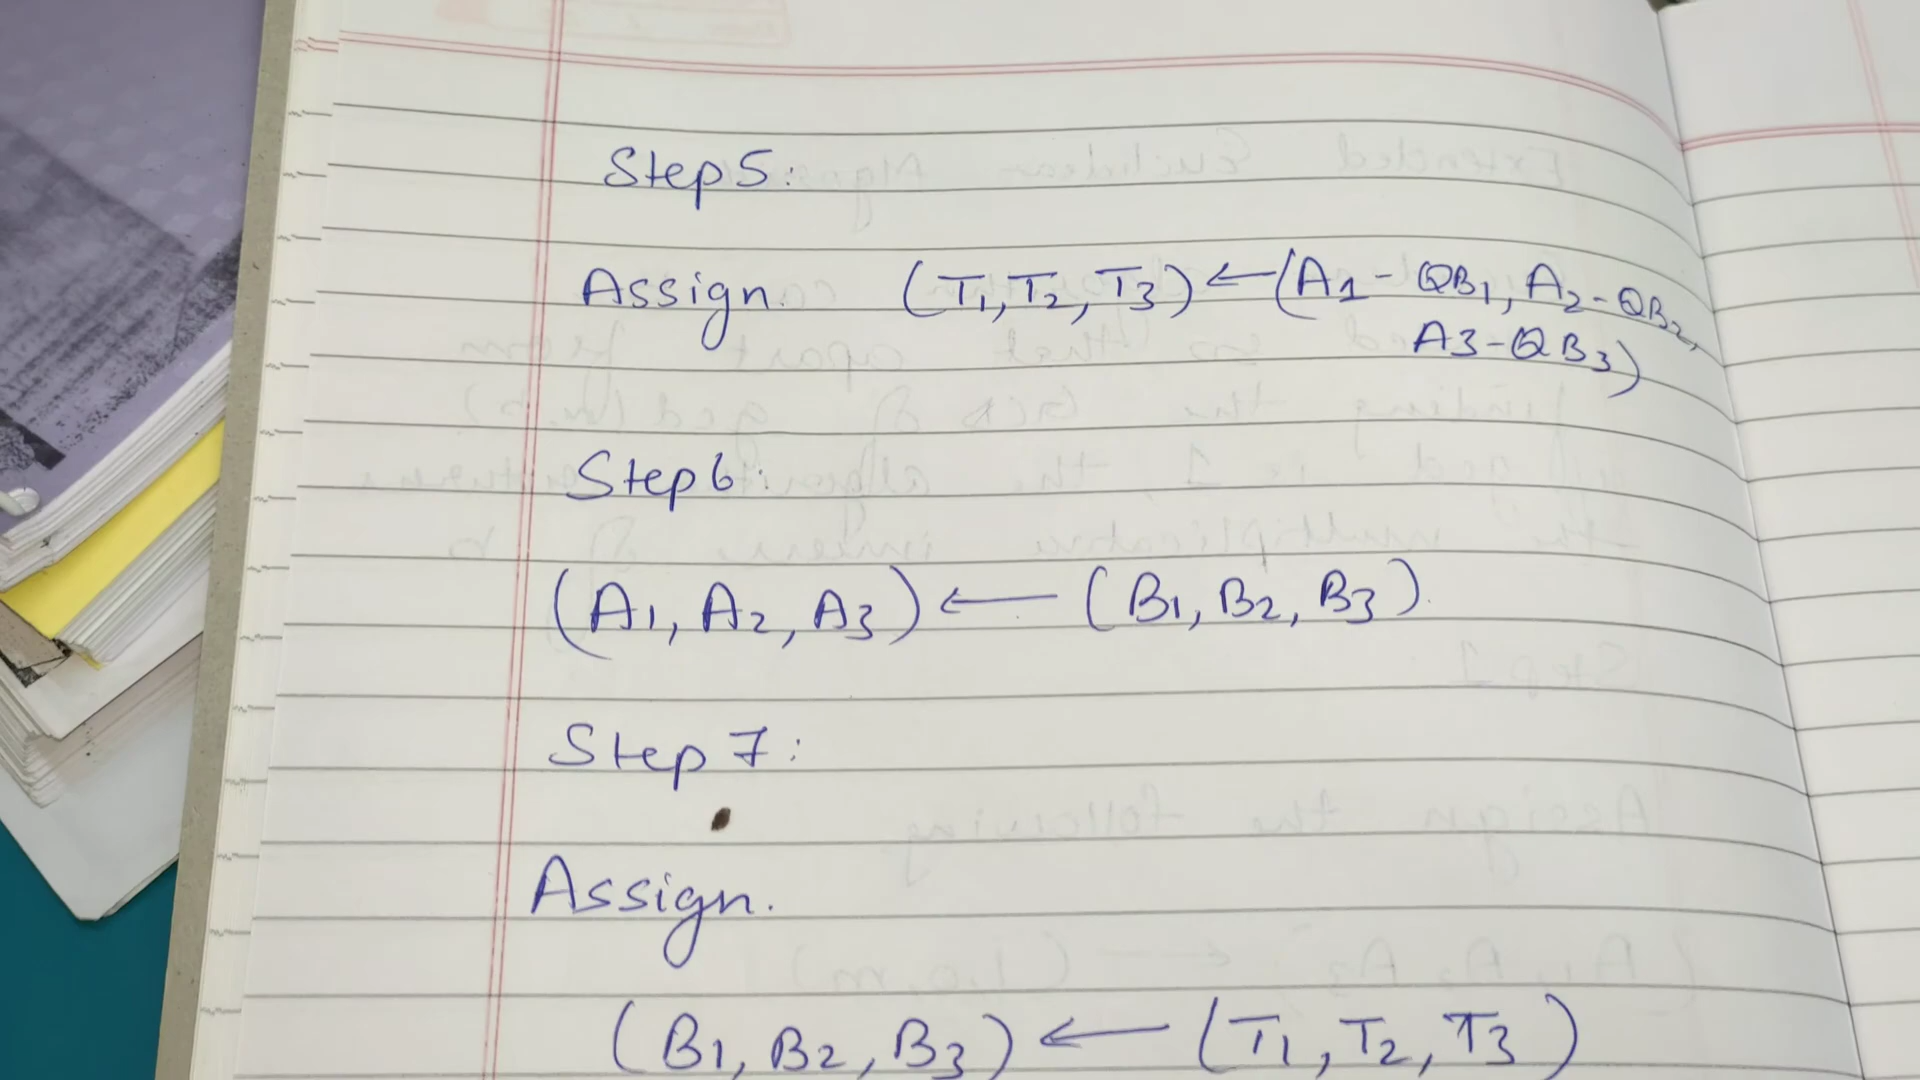 Step 5:
Assign. (T1, T2, T3) ← (A1 - QB1, A2 - QB2,
A3 - QB3)
Step 6:
(A1, A2, A3) ← (B1, B2, B3).
Step 7:
Assign.
(B1, B2, B3) ← (T1, T2, T3)